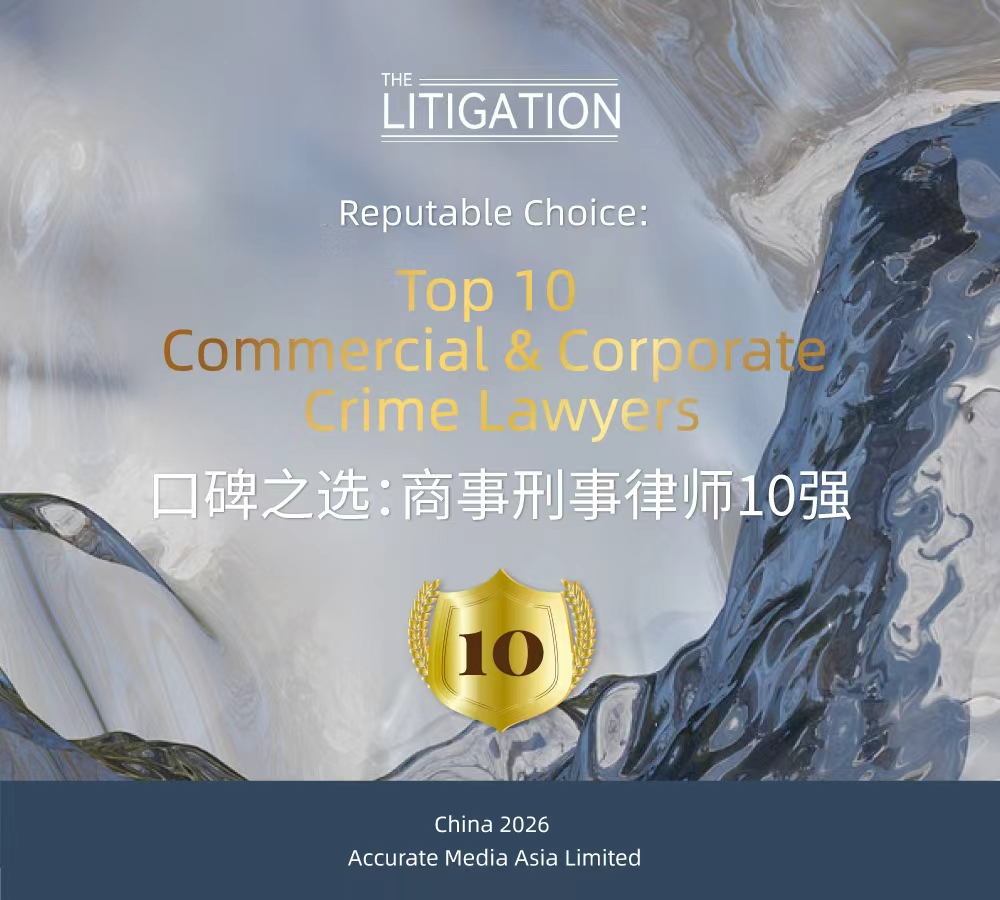 THE
LITIGATION
Reputable Choice:
Top 10
Commercial & Corporate
Crime Lawyers
口碑之选：商事刑事律师10强
10
China 2026
Accurate Media Asia Limited